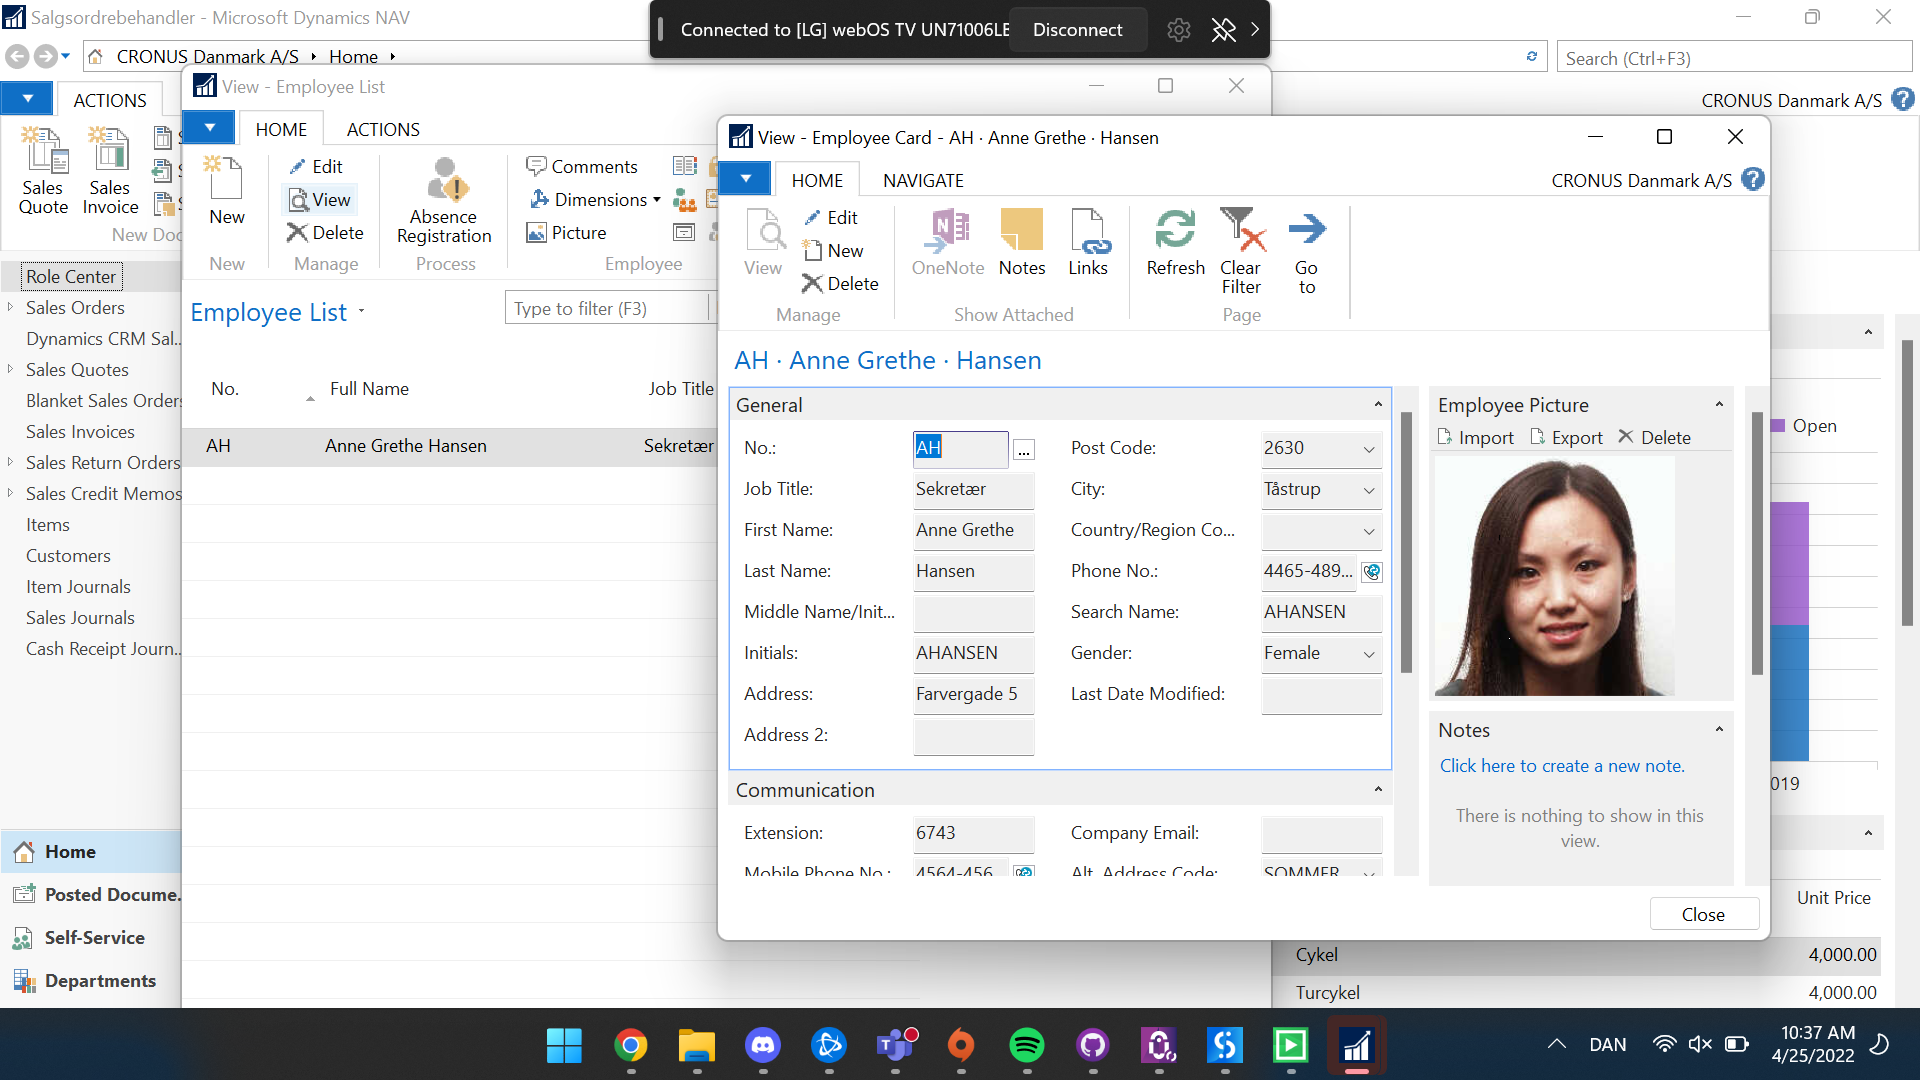 Salgsordrebehandler - Microsoft Dynamics NAV
Connected to [LG] webOS TV UN71006LE
Disconnect
CRONUS Danmark A/S
Home
Search (Ctrl+F3)
ACTIONS
CRONUS Danmark A/S
Sales Quote
Sales Invoice
New Doc
View - Employee List
HOME
ACTIONS
New
Edit
View
Delete
Absence Registration
Comments
Dimensions
Picture
New
Manage
Process
Employee
Employee List
Type to filter (F3)
No.
Full Name
Job Title
AH
Anne Grethe Hansen
Sekretær
Role Center
Sales Orders
Dynamics CRM Sal...
Sales Quotes
Blanket Sales Orders
Sales Invoices
Sales Return Orders
Sales Credit Memos
Items
Customers
Item Journals
Sales Journals
Cash Receipt Journ...
Home
Posted Docume...
Self-Service
Departments
View - Employee Card - AH · Anne Grethe · Hansen
HOME
NAVIGATE
CRONUS Danmark A/S
View
Edit
New
Delete
OneNote
Notes
Links
Refresh
Clear Filter
Go to
Manage
Show Attached
Page
AH · Anne Grethe · Hansen
General
No.: AH ...
Job Title: Sekretær
First Name: Anne Grethe
Last Name: Hansen
Middle Name/Init...
Initials: AHANSEN
Address: Farvergade 5
Address 2:
Post Code: 2630
City: Tåstrup
Country/Region Co...
Phone No.: 4465-489...
Search Name: AHANSEN
Gender: Female
Last Date Modified:
Communication
Extension: 6743
Company Email:
Mobile Phone No.: 4564-456
Alt. Address Code: SOMMER
Employee Picture
Import
Export
Delete
Notes
Click here to create a new note.
There is nothing to show in this
view.
Close
Open
019
Unit Price
Cykel 4,000.00
Turcykel 4,000.00
DAN
10:37 AM
4/25/2022